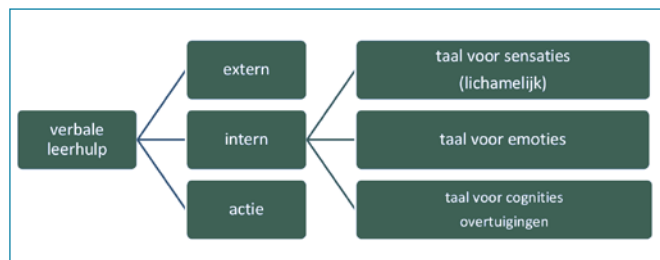 verbale
leerhulp
extern
intern
actie
taal voor sensaties
(lichamelijk)
taal voor emoties
taal voor cognities
overtuigingen